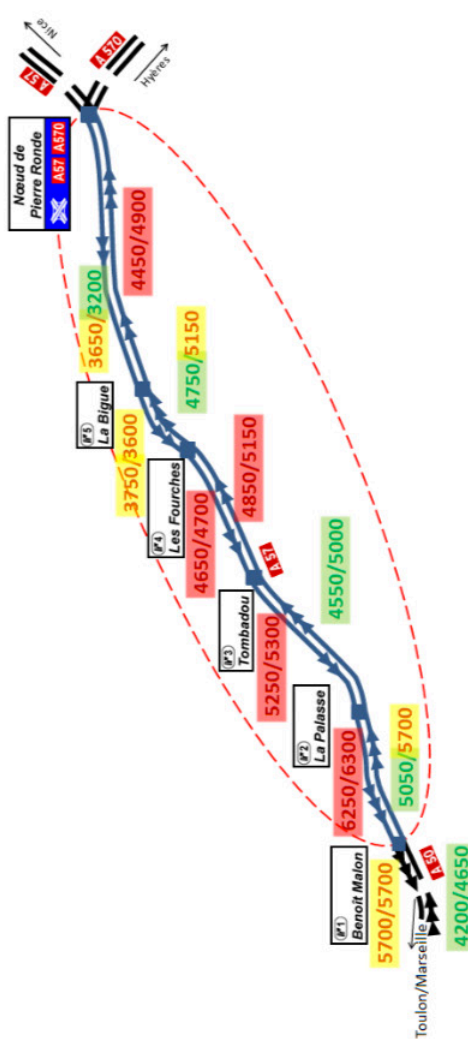 Nice
A 57
A 570
Hyères
Nœud de
Pierre Ronde
A57 A570
4450/4900
3650/3200
n°5
La Bigue
4750/5150
3750/3600
n°4
Les Fourches
4850/5150
4650/4700
A 57
n°3
Tombadou
4550/5000
5250/5300
n°2
La Palasse
5050/5700
6250/6300
n°1
Benoît Malon
A 50
5700/5700
Toulon/Marseille
4200/4650